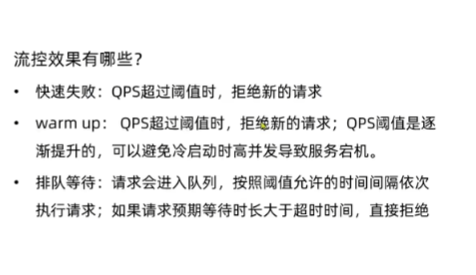 流控效果有哪些？
• 快速失败：QPS超过阈值时，拒绝新的请求
• warm up： QPS超过阈值时，拒绝新的请求；QPS阈值是逐
渐提升的，可以避免冷启动时高并发导致服务宕机。
• 排队等待：请求会进入队列，按照阈值允许的时间间隔依次
执行请求；如果请求预期等待时长大于超时时间，直接拒绝